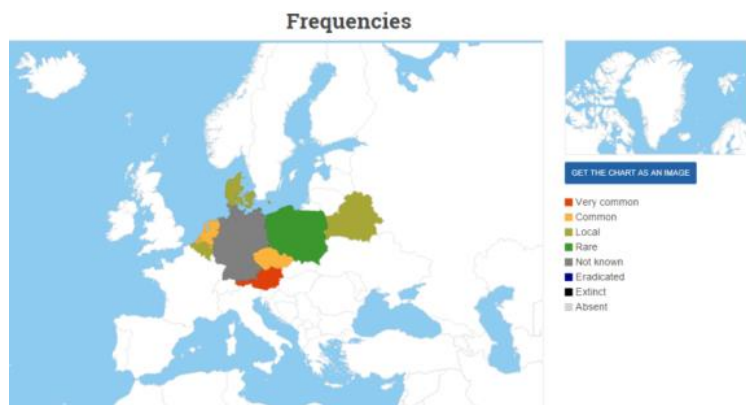 Frequencies
GET THE CHART AS AN IMAGE
Very common
Common
Local
Rare
Not known
Eradicated
Extinct
Absent